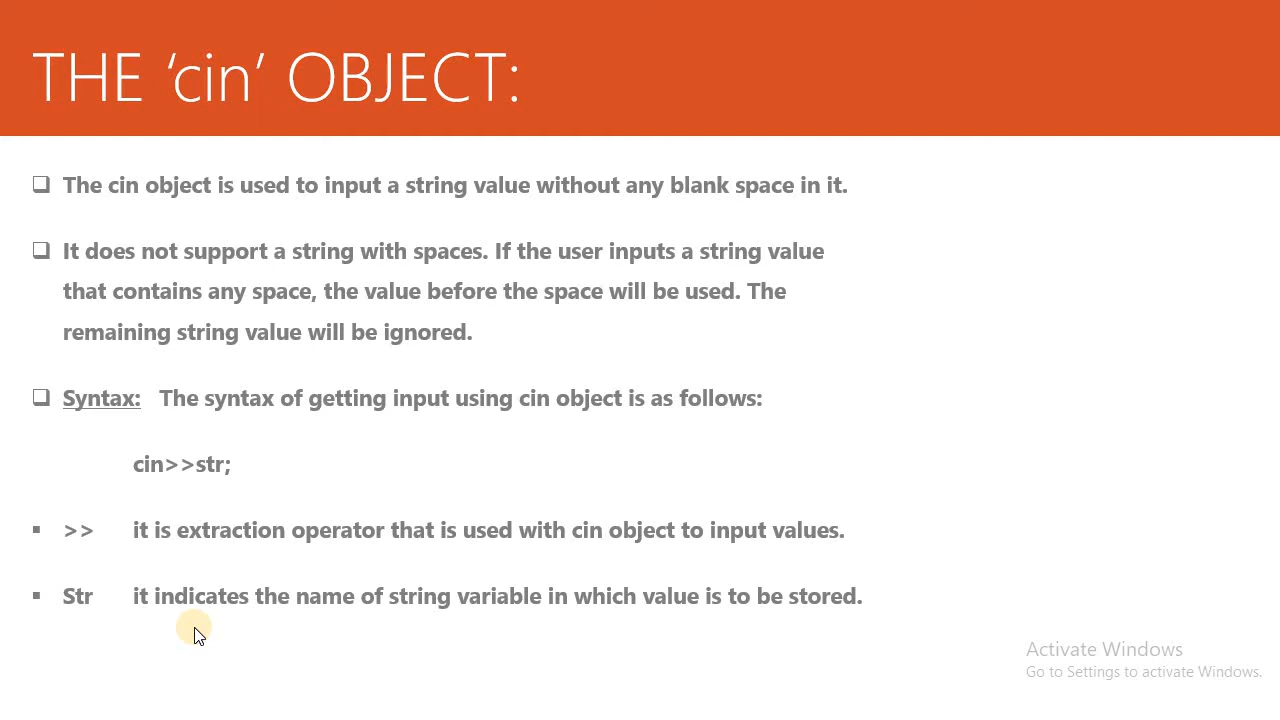 THE ‘cin’ OBJECT:
The cin object is used to input a string value without any blank space in it.
It does not support a string with spaces. If the user inputs a string value
that contains any space, the value before the space will be used. The
remaining string value will be ignored.
Syntax: The syntax of getting input using cin object is as follows:
cin>>str;
>> it is extraction operator that is used with cin object to input values.
Str it indicates the name of string variable in which value is to be stored.
Activate Windows
Go to Settings to activate Windows.